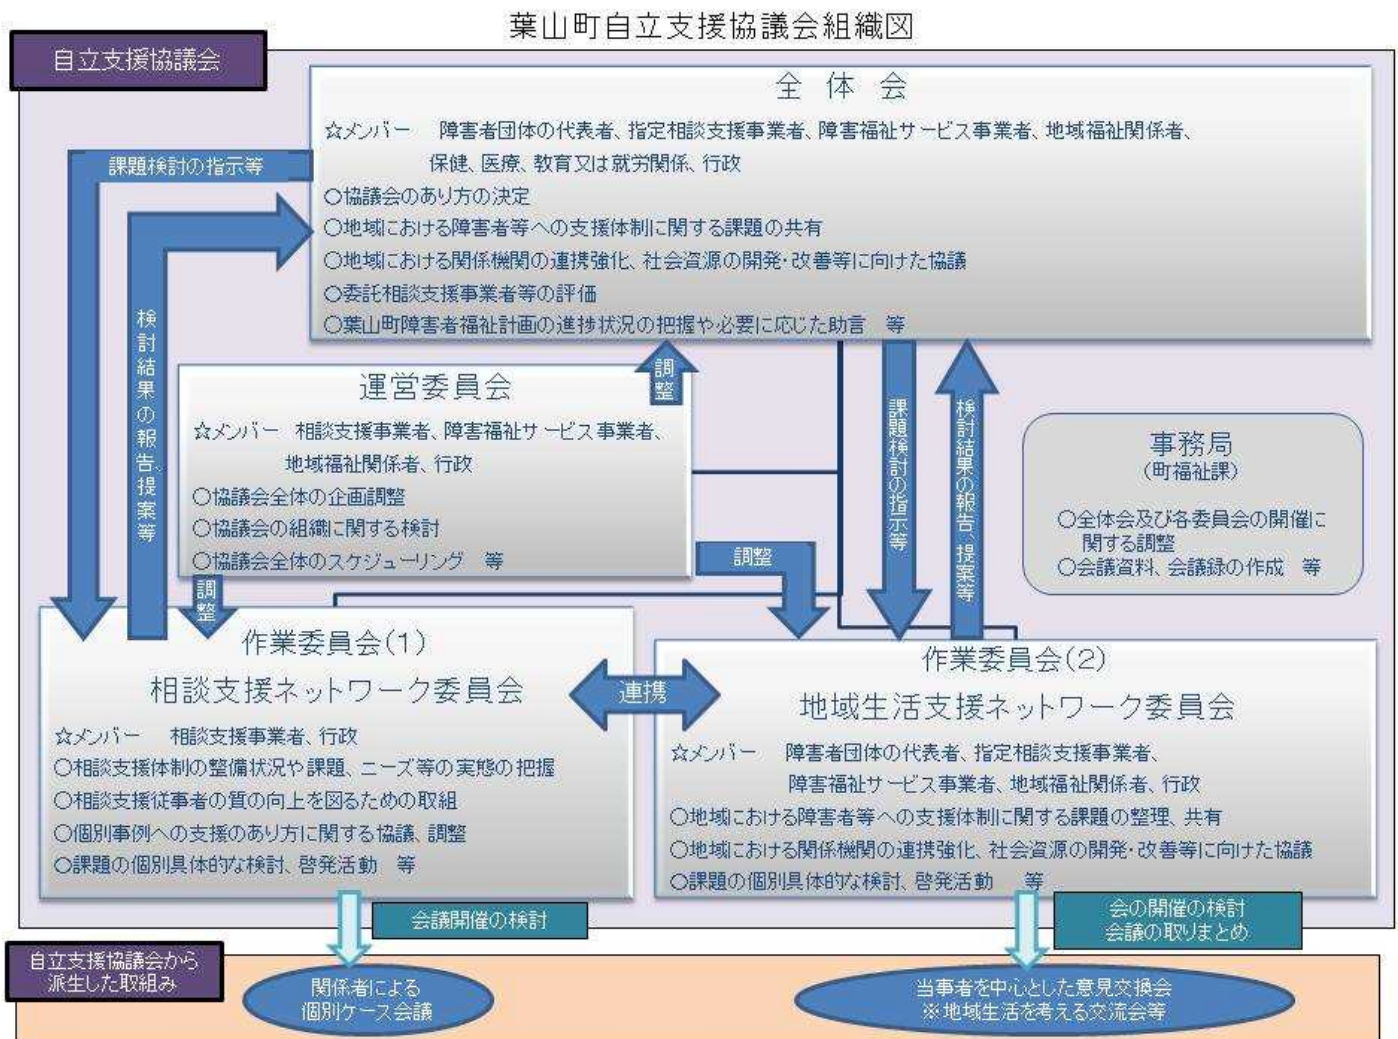 葉山町自立支援協議会組織図
自立支援協議会
全体会
☆メンバー 障害者団体の代表者、指定相談支援事業者、障害福祉サービス事業者、地域福祉関係者、
保健、医療、教育又は就労関係、行政
○協議会のあり方の決定
○地域における障害者等への支援体制に関する課題の共有
○地域における関係機関の連携強化、社会資源の開発・改善等に向けた協議
○委託相談支援事業者等の評価
○葉山町障害者福祉計画の進捗状況の把握や必要に応じた助言 等
課題検討の指示等
検討結果の報告、提案等
調整
運営委員会
☆メンバー 相談支援事業者、障害福祉サービス事業者、
地域福祉関係者、行政
○協議会全体の企画調整
○協議会の組織に関する検討
○協議会全体のスケジューリング 等
調整
調整
課題検討の指示等
検討結果の報告、提案等
事務局
(町福祉課)
○全体会及び各委員会の開催に
関する調整
○会議資料、会議録の作成 等
作業委員会(1)
相談支援ネットワーク委員会
☆メンバー 相談支援事業者、行政
○相談支援体制の整備状況や課題、ニーズ等の実態の把握
○相談支援従事者の質の向上を図るための取組
○個別事例への支援のあり方に関する協議、調整
○課題の個別具体的な検討、啓発活動 等
連携
作業委員会(2)
地域生活支援ネットワーク委員会
☆メンバー 障害者団体の代表者、指定相談支援事業者、
障害福祉サービス事業者、地域福祉関係者、行政
○地域における障害者等への支援体制に関する課題の整理、共有
○地域における関係機関の連携強化、社会資源の開発・改善等に向けた協議
○課題の個別具体的な検討、啓発活動 等
会議開催の検討
会の開催の検討
会議の取りまとめ
自立支援協議会から
派生した取組み
関係者による
個別ケース会議
当事者を中心とした意見交換会
※地域生活を考える交流会等